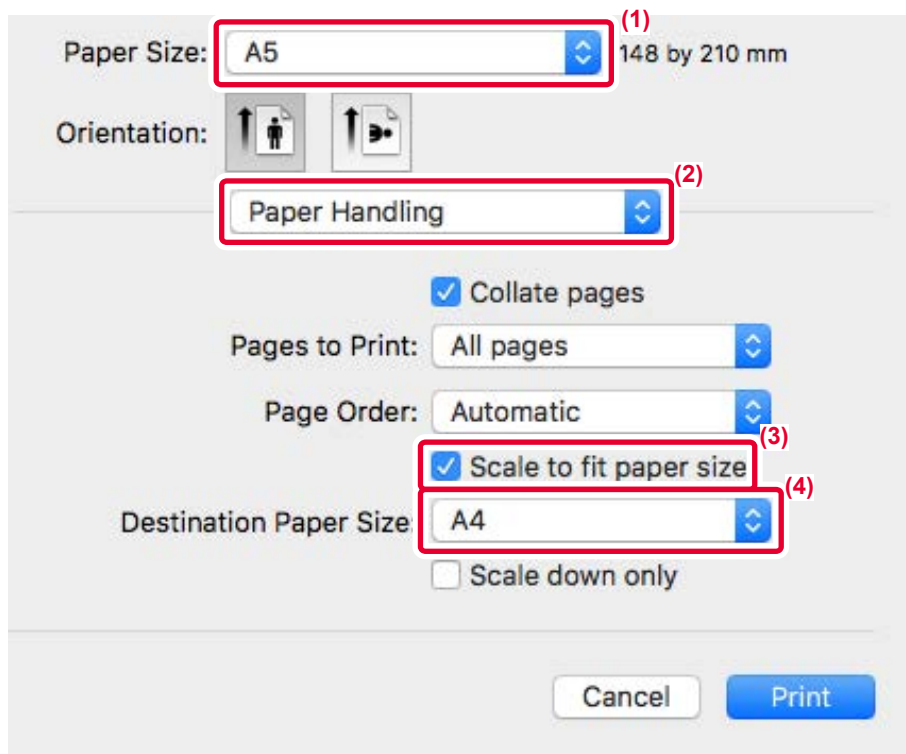 (1)
Paper Size: A5 148 by 210 mm
Orientation:
(2)
Paper Handling
Collate pages
Pages to Print: All pages
Page Order: Automatic
(3)
Scale to fit paper size
(4)
Destination Paper Size: A4
Scale down only
Cancel Print